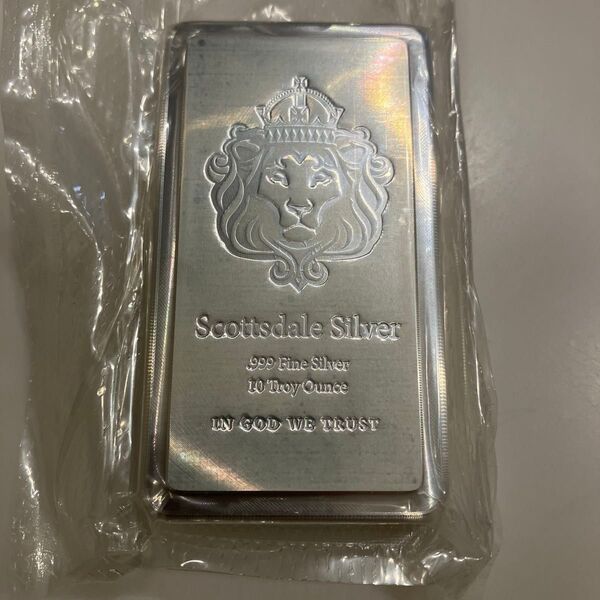 Scottsdale Silver
.999 Fine Silver
10 Troy Ounce
IN GOD WE TRUST